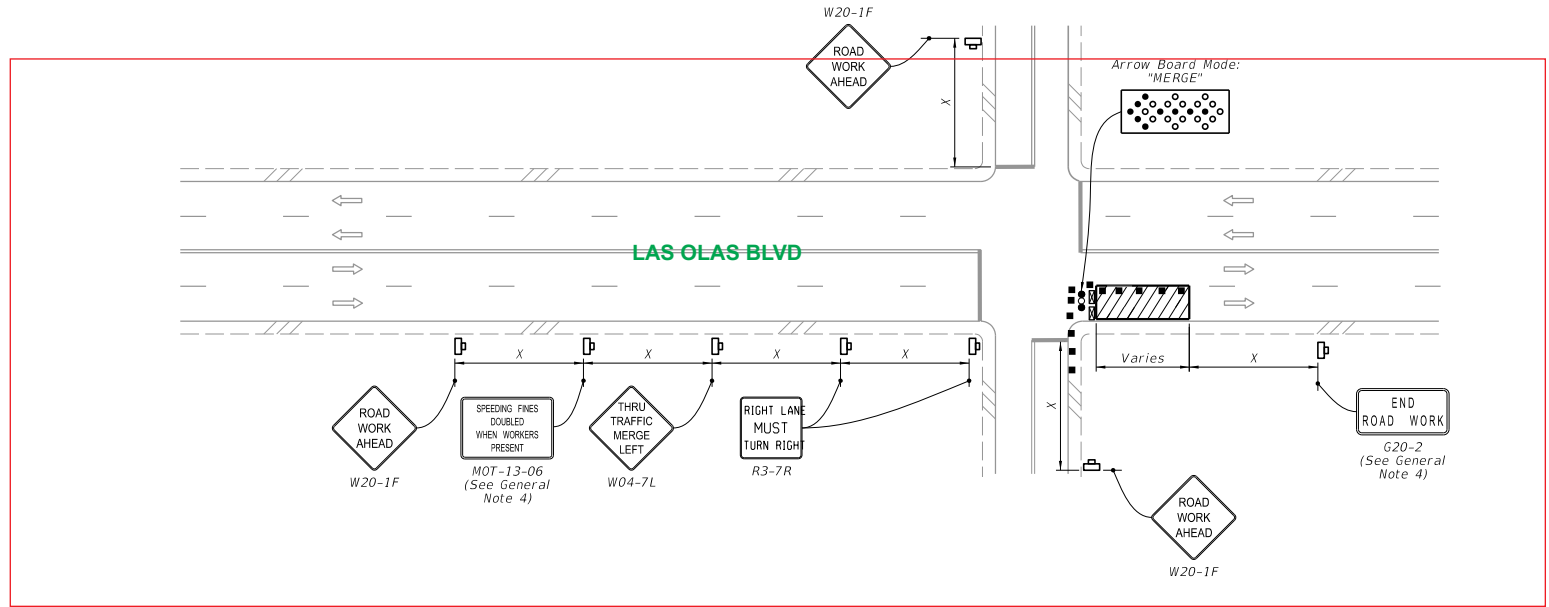 W20-1F
ROAD
WORK
AHEAD
X
Arrow Board Mode:
"MERGE"
LAS OLAS BLVD
X
X
X
X
X
Varies
X
ROAD
WORK
AHEAD
W20-1F
SPEEDING FINES
DOUBLED
WHEN WORKERS
PRESENT
MOT-13-06
(See General
Note 4)
THRU
TRAFFIC
MERGE
LEFT
W04-7L
RIGHT LANE
MUST
TURN RIGHT
R3-7R
END
ROAD WORK
G20-2
(See General
Note 4)
ROAD
WORK
AHEAD
W20-1F